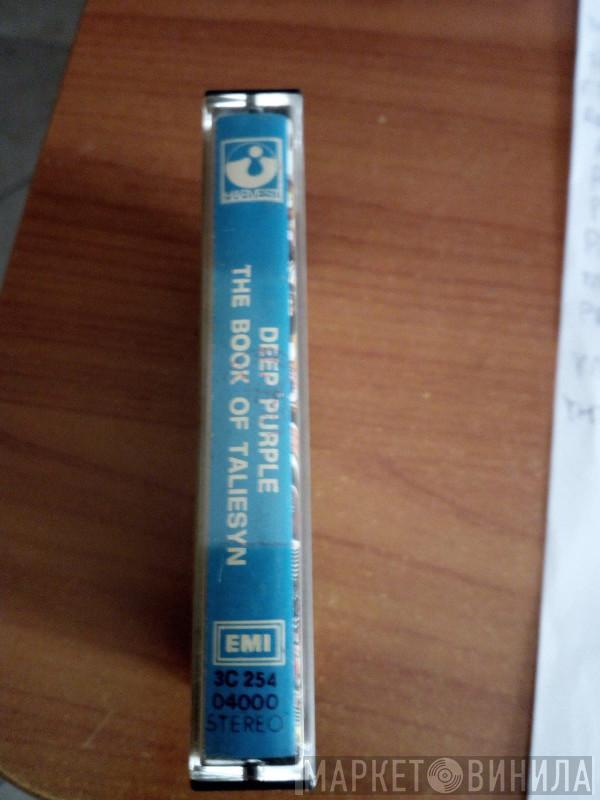 HARVEST
DEEP PURPLE
THE BOOK OF TALIESYN
EMI
3C 254
04000
STEREO
МАРКЕТ ВИНИЛА